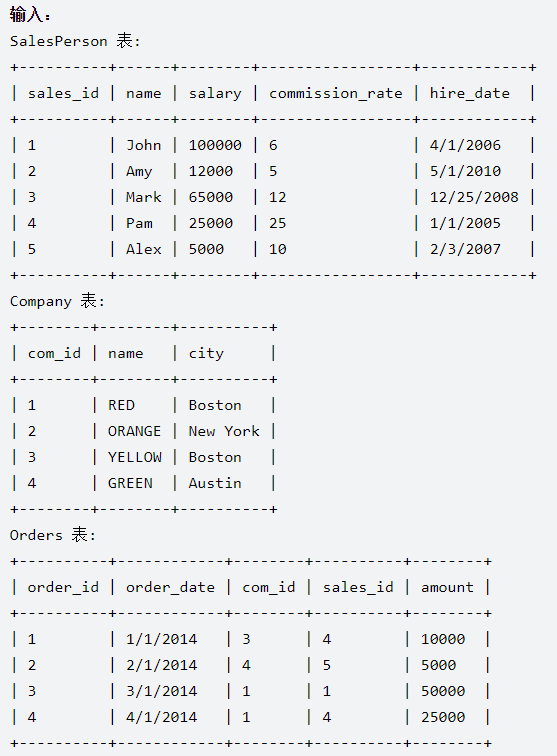 输入：
SalesPerson 表:
+----------+------+--------+-----------------+------------+
| sales_id | name | salary | commission_rate | hire_date  |
+----------+------+--------+-----------------+------------+
| 1        | John | 100000 | 6               | 4/1/2006   |
| 2        | Amy  | 12000  | 5               | 5/1/2010   |
| 3        | Mark | 65000  | 12              | 12/25/2008 |
| 4        | Pam  | 25000  | 25              | 1/1/2005   |
| 5        | Alex | 5000   | 10              | 2/3/2007   |
+----------+------+--------+-----------------+------------+
Company 表:
+--------+--------+----------+
| com_id | name   | city     |
+--------+--------+----------+
| 1      | RED    | Boston   |
| 2      | ORANGE | New York |
| 3      | YELLOW | Boston   |
| 4      | GREEN  | Austin   |
+--------+--------+----------+
Orders 表:
+----------+------------+--------+----------+--------+
| order_id | order_date | com_id | sales_id | amount |
+----------+------------+--------+----------+--------+
| 1        | 1/1/2014   | 3      | 4        | 10000  |
| 2        | 2/1/2014   | 4      | 5        | 5000   |
| 3        | 3/1/2014   | 1      | 1        | 50000  |
| 4        | 4/1/2014   | 1      | 4        | 25000  |
+----------+------------+--------+----------+--------+